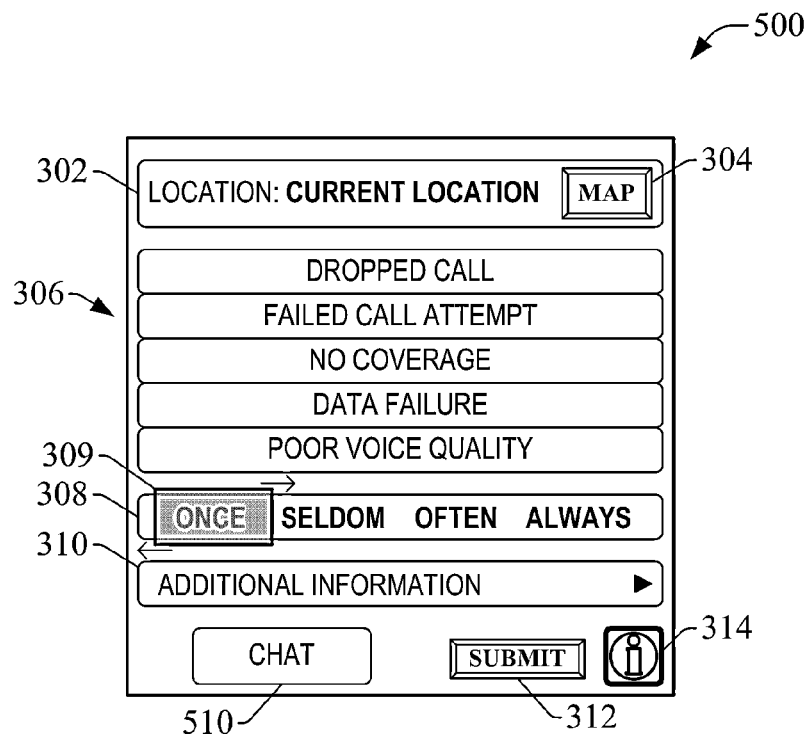 500
302
LOCATION: CURRENT LOCATION
MAP
304
306
DROPPED CALL
FAILED CALL ATTEMPT
NO COVERAGE
DATA FAILURE
POOR VOICE QUALITY
309
308
ONCE SELDOM OFTEN ALWAYS
310
ADDITIONAL INFORMATION
CHAT
SUBMIT
i
314
510
312